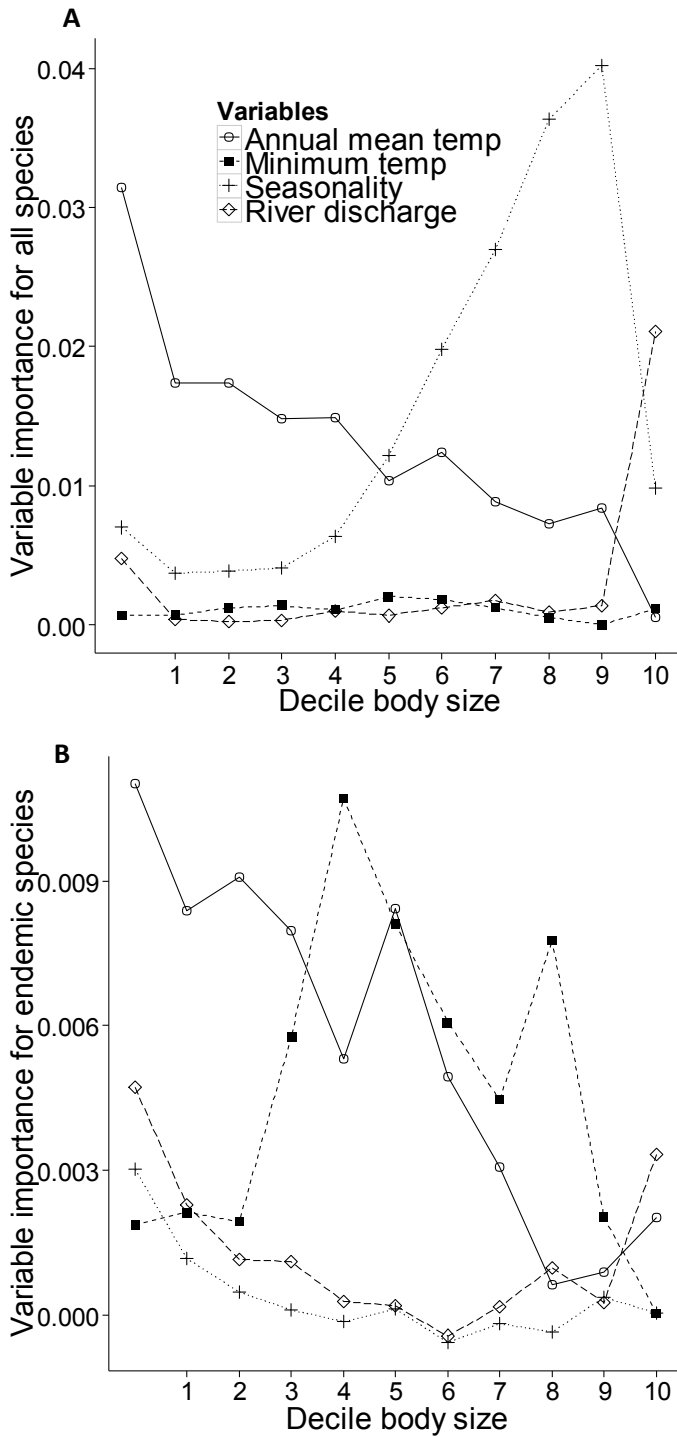 A
Variable importance for all species
0.04
0.03
0.02
0.01
0.00
Variables
Annual mean temp
Minimum temp
Seasonality
River discharge
1 2 3 4 5 6 7 8 9 10
Decile body size
B
Variable importance for endemic species
0.009
0.006
0.003
0.000
1 2 3 4 5 6 7 8 9 10
Decile body size